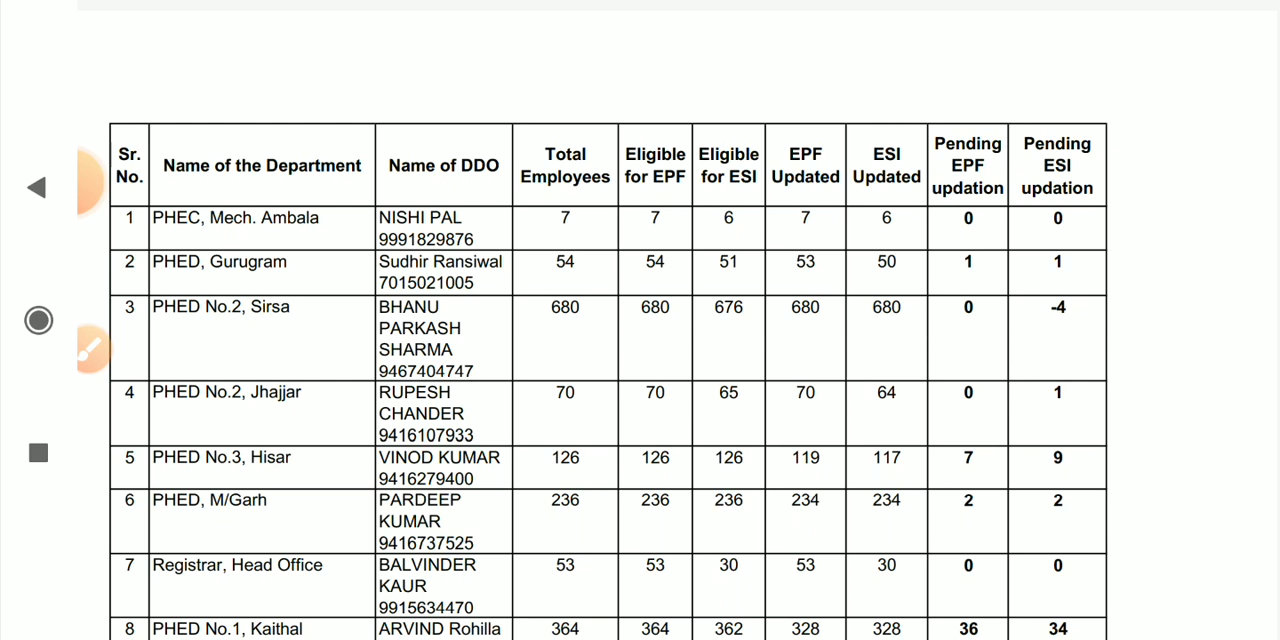 Sr. No. Name of the Department Name of DDO Total Employees Eligible for EPF Eligible for ESI EPF Updated ESI Updated Pending EPF updation Pending ESI updation
1 PHEC, Mech. Ambala NISHI PAL 7 7 6 7 6 0 0
9991829876
2 PHED, Gurugram Sudhir Ransiwal 54 54 51 53 50 1 1
7015021005
3 PHED No.2, Sirsa BHANU 680 680 676 680 680 0 -4
PARKASH
SHARMA
9467404747
4 PHED No.2, Jhajjar RUPESH 70 70 65 70 64 0 1
CHANDER
9416107933
5 PHED No.3, Hisar VINOD KUMAR 126 126 126 119 117 7 9
9416279400
6 PHED, M/Garh PARDEEP 236 236 236 234 234 2 2
KUMAR
9416737525
7 Registrar, Head Office BALVINDER 53 53 30 53 30 0 0
KAUR
9915634470
8 PHED No.1, Kaithal ARVIND Rohilla 364 364 362 328 328 36 34